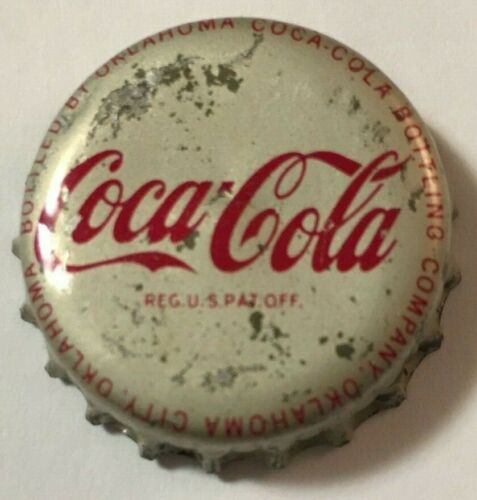 BOTTLED BY OKLAHOMA COCA-COLA BOTTLING COMPANY, OKLAHOMA CITY, OKLAHOMA
Coca-Cola
REG.U.S.PAT.OFF.